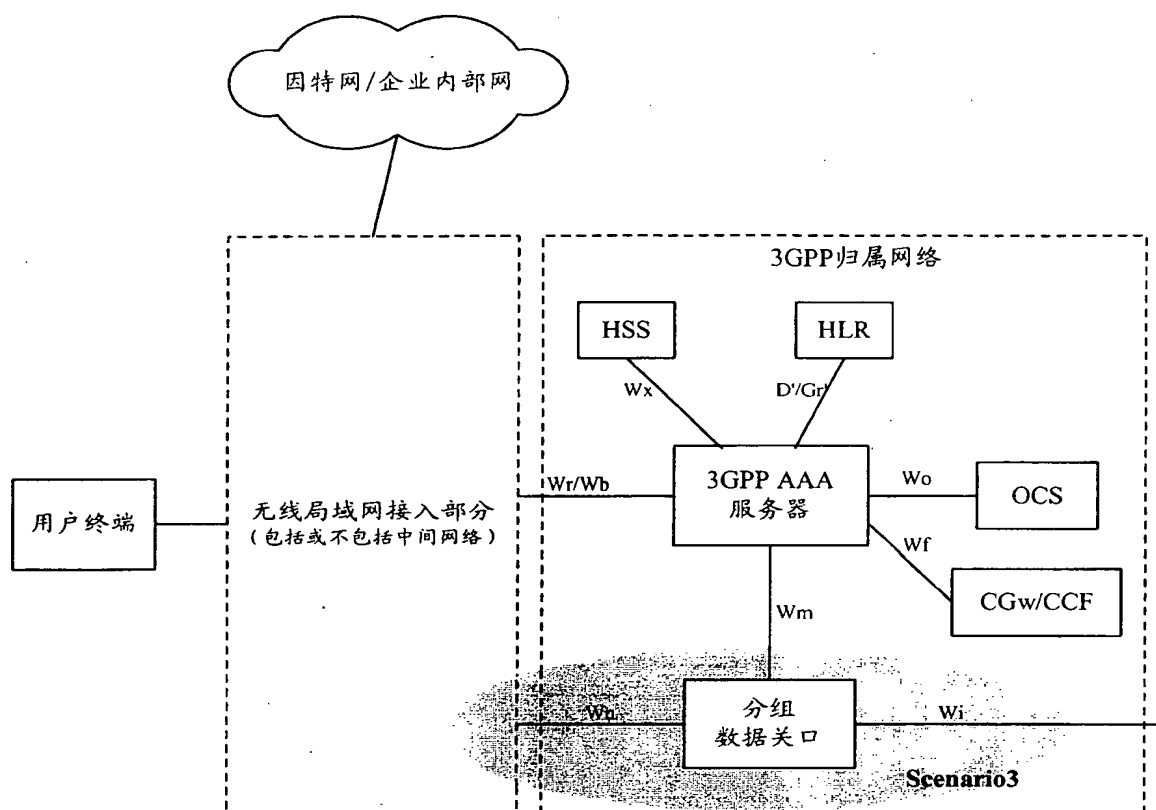 因特网/企业内部网
3GPP归属网络
HSS
HLR
Wx
D'/Gr'
用户终端
无线局域网接入部分
(包括或不包括中间网络)
Wr/Wb
3GPP AAA
服务器
Wo
OCS
Wf
CGw/CCF
Wm
Wn
分组
数据关口
Wi
Scenario3